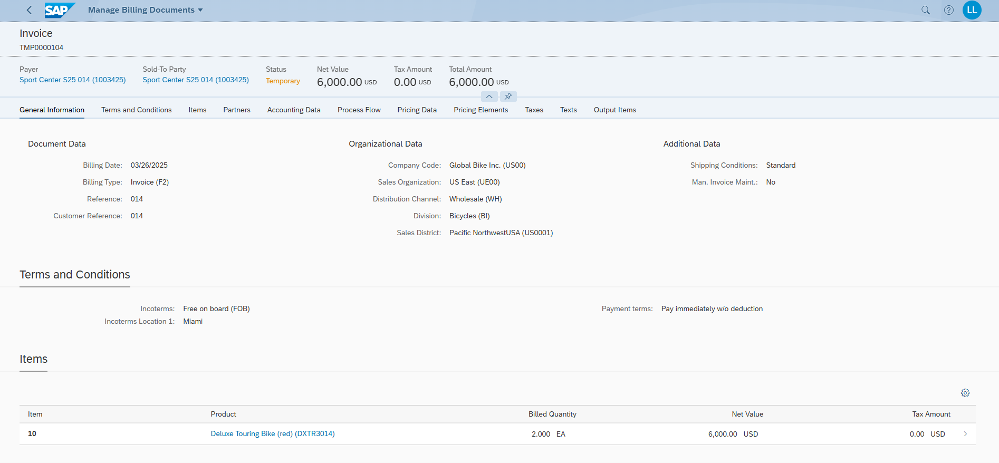 SAP Manage Billing Documents LL
Invoice
TMP0000104
Payer Sold-To Party Status Net Value Tax Amount Total Amount
Sport Center S25 014 (1003425) Sport Center S25 014 (1003425) Temporary 6,000.00 USD 0.00 USD 6,000.00 USD
General Information Terms and Conditions Items Partners Accounting Data Process Flow Pricing Data Pricing Elements Taxes Texts Output Items
Document Data Organizational Data Additional Data
Billing Date: 03/26/2025 Company Code: Global Bike Inc. (US00) Shipping Conditions: Standard
Billing Type: Invoice (F2) Sales Organization: US East (UE00) Man. Invoice Maint.: No
Reference: 014 Distribution Channel: Wholesale (WH)
Customer Reference: 014 Division: Bicycles (BI)
Sales District: Pacific NorthwestUSA (US0001)
Terms and Conditions
Incoterms: Free on board (FOB) Payment terms: Pay immediately w/o deduction
Incoterms Location 1: Miami
Items
Item Product Billed Quantity Net Value Tax Amount
10 Deluxe Touring Bike (red) (DXTR3014) 2.000 EA 6,000.00 USD 0.00 USD